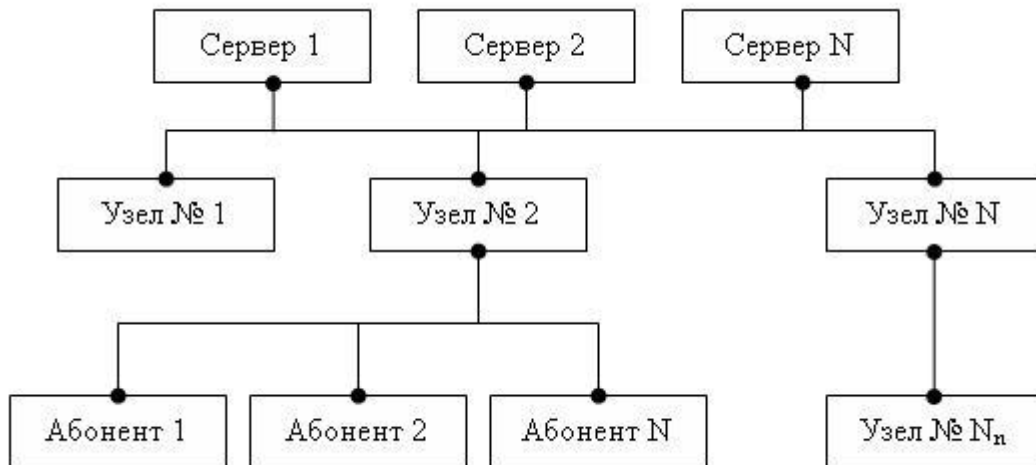 Сервер 1
Сервер 2
Сервер N
Узел № 1
Узел № 2
Узел № N
Абонент 1
Абонент 2
Абонент N
Узел № Nn